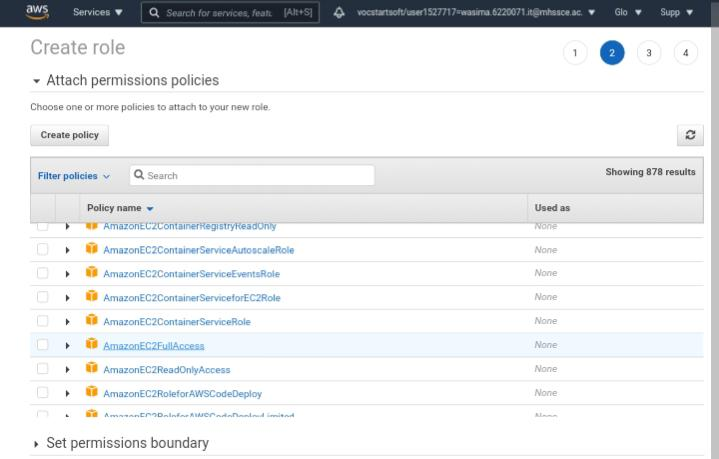 aws Services ▼ Search for services, featu [Alt+S] vocstartsoft/user1527717=wasima.6220071.it@mhssce.ac. ▼ Glo ▼ Supp ▼
Create role 1 2 3 4
Attach permissions policies
Choose one or more policies to attach to your new role.
Create policy
Filter policies Search Showing 878 results
Policy name Used as
AmazonEC2ContainerRegistryReadOnly None
AmazonEC2ContainerServiceAutoscaleRole None
AmazonEC2ContainerServiceEventsRole None
AmazonEC2ContainerServiceforEC2Role None
AmazonEC2ContainerServiceRole None
AmazonEC2FullAccess None
AmazonEC2ReadOnlyAccess None
AmazonEC2RoleforAWSCodeDeploy None
AmazonEC2RoleforAWSCodeDeployLimited None
Set permissions boundary